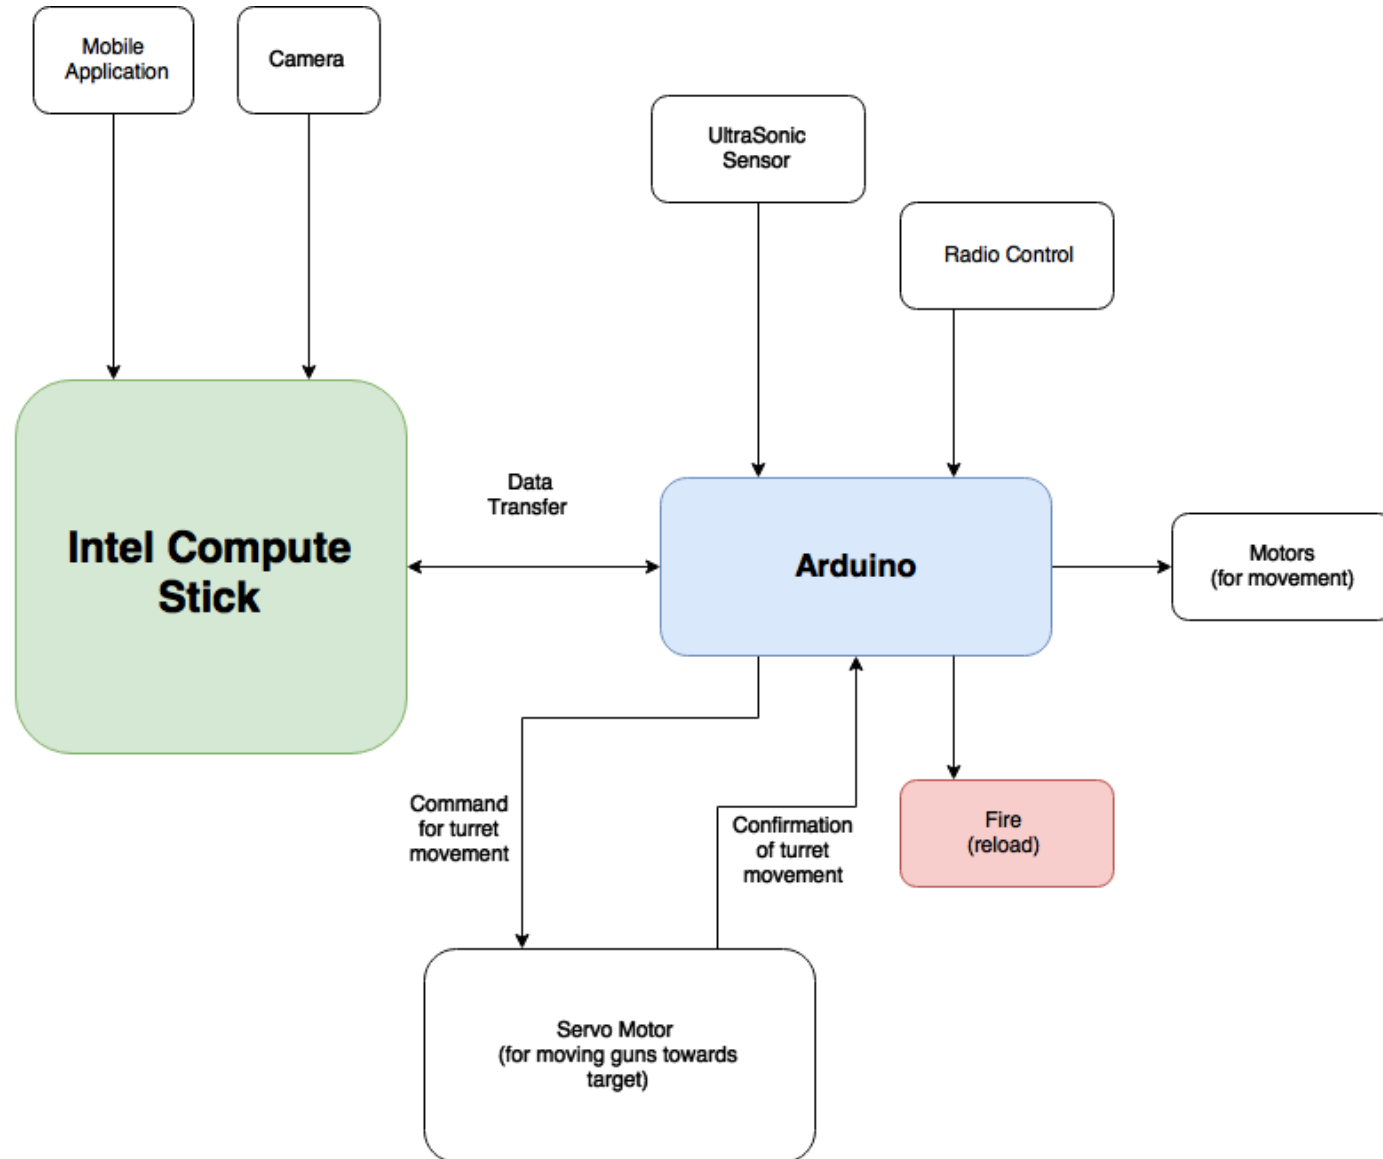 Mobile
Application
Camera
UltraSonic
Sensor
Radio Control
Data
Transfer
Intel Compute
Stick
Arduino
Motors
(for movement)
Command
for turret
movement
Confirmation
of turret
movement
Fire
(reload)
Servo Motor
(for moving guns towards
target)